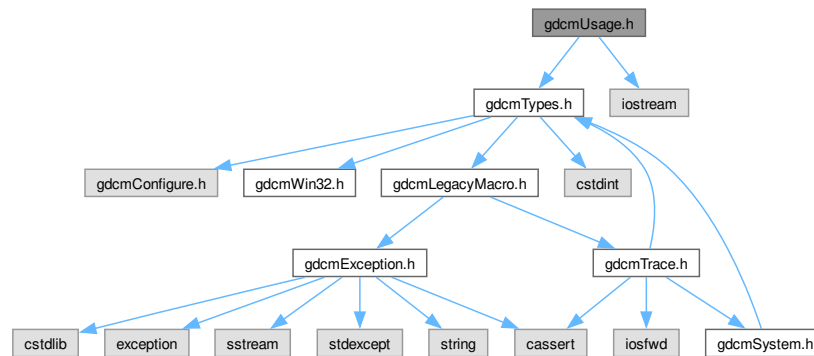 gdcmUsage.h
gdcmTypes.h
iostream
gdcmConfigure.h
gdcmWin32.h
gdcmLegacyMacro.h
cstdint
gdcmException.h
gdcmTrace.h
cstdlib
exception
sstream
stdexcept
string
cassert
iosfwd
gdcmSystem.h